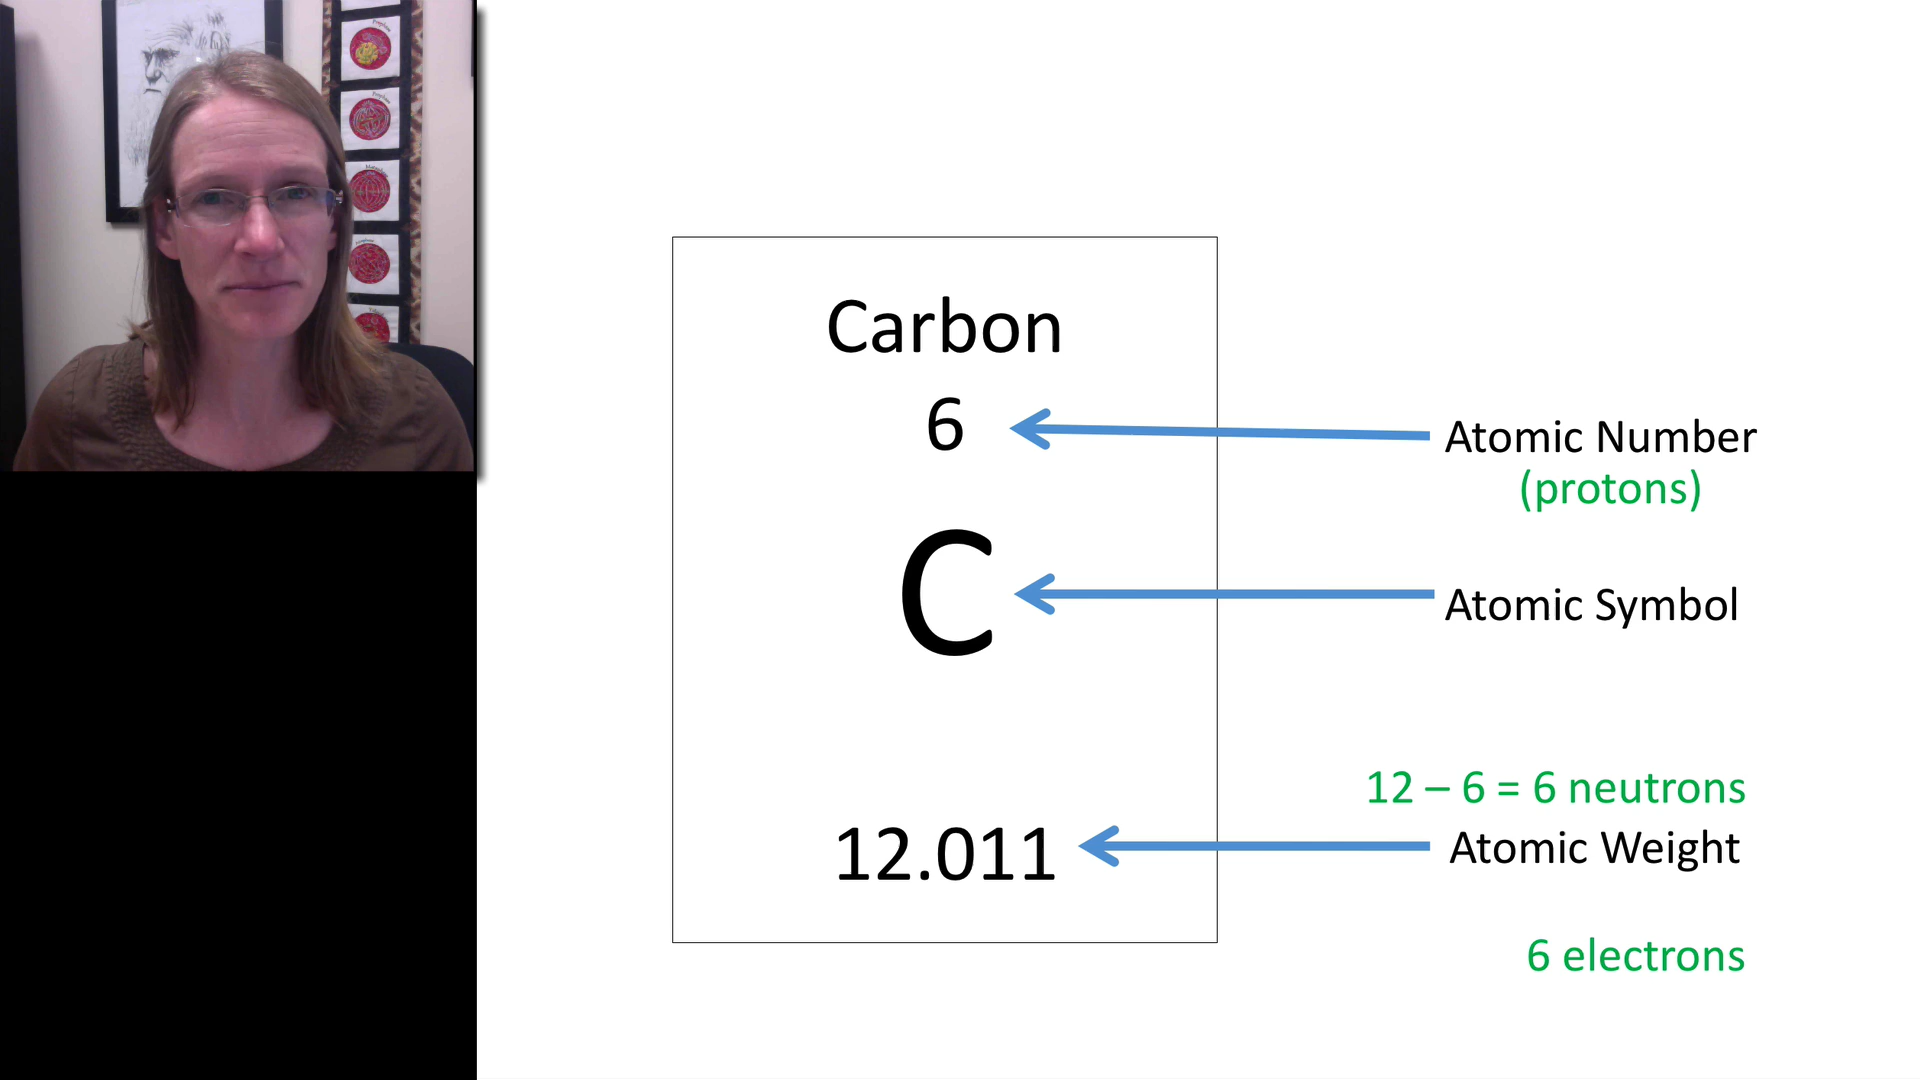 Carbon
6
Atomic Number
(protons)
C
Atomic Symbol
12 – 6 = 6 neutrons
12.011
Atomic Weight
6 electrons